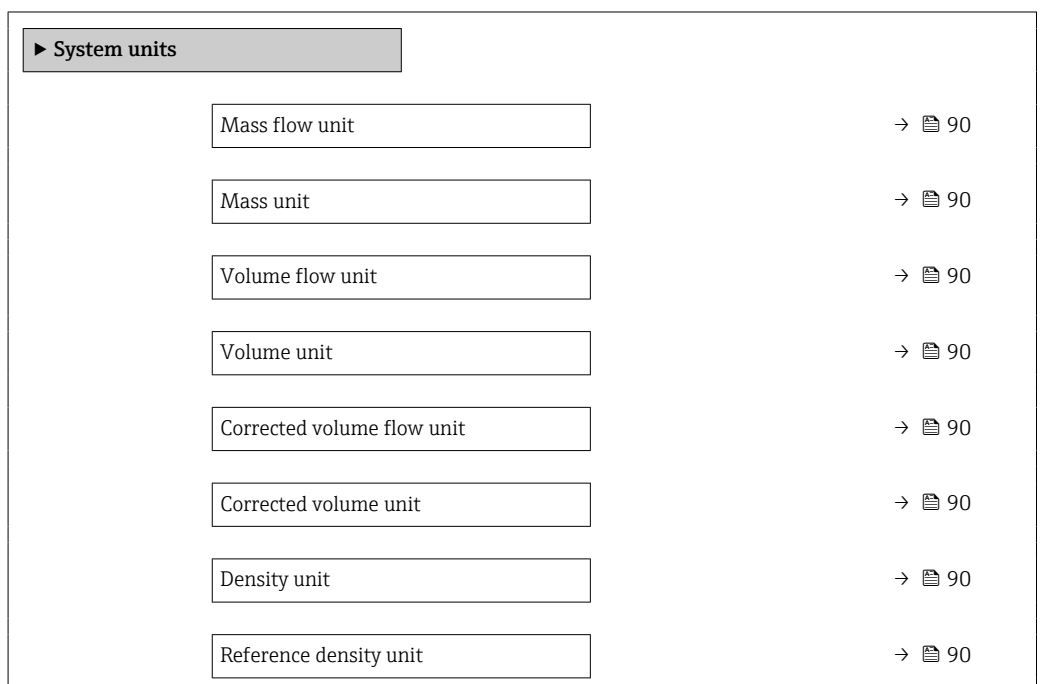 ▶ System units
Mass flow unit → 90
Mass unit → 90
Volume flow unit → 90
Volume unit → 90
Corrected volume flow unit → 90
Corrected volume unit → 90
Density unit → 90
Reference density unit → 90